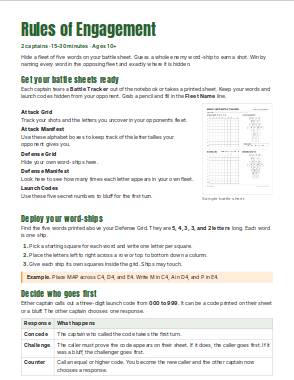 Rules of Engagement
2 captains · 15–30 minutes · Ages 10+
Hide a fleet of five words on your battle sheet. Guess a whole enemy word-ship to earn a shot. Win by
naming every word in the opposing fleet and exactly where it is hidden.
Get your battle sheets ready
Each captain tears a Battle Tracker out of the notebook or takes a printed sheet. Keep your words and
launch codes hidden from your opponent. Grab a pencil and fill in the Fleet Name line.
Attack Grid
Track your shots and the letters you uncover in your opponent's fleet.
Attack Manifest
Use these alphabet boxes to keep track of the letter tallies your
opponent gives you.
Defense Grid
Hide your own word-ships here.
Defense Manifest
Look here to see how many times each letter appears in your own fleet.
Launch Codes
Use these five secret numbers to bluff for the first turn.
Sample battle sheet
Deploy your word-ships
Find the five words printed above your Defense Grid. They are 5, 4, 3, 3, and 2 letters long. Each word
is one ship.
1. Pick a starting square for each word and write one letter per square.
2. Place the letters left to right across a row or top to bottom down a column.
3. Give each ship its own squares inside the grid. Ships may touch.
Example. Place MAP across C4, D4, and E4. Write M in C4, A in D4, and P in E4.
Decide who goes first
Either captain calls out a three-digit launch code from 000 to 999. It can be a code printed on their sheet
or a bluff. The other captain chooses one response.
Response What happens
Concede The captain who called the code takes the first turn.
Challenge The caller must prove the code appears on their sheet. If it does, the caller goes first. If it
was a bluff, the challenger goes first.
Counter Call an equal or higher code. You become the new caller and the other captain now
chooses a response.